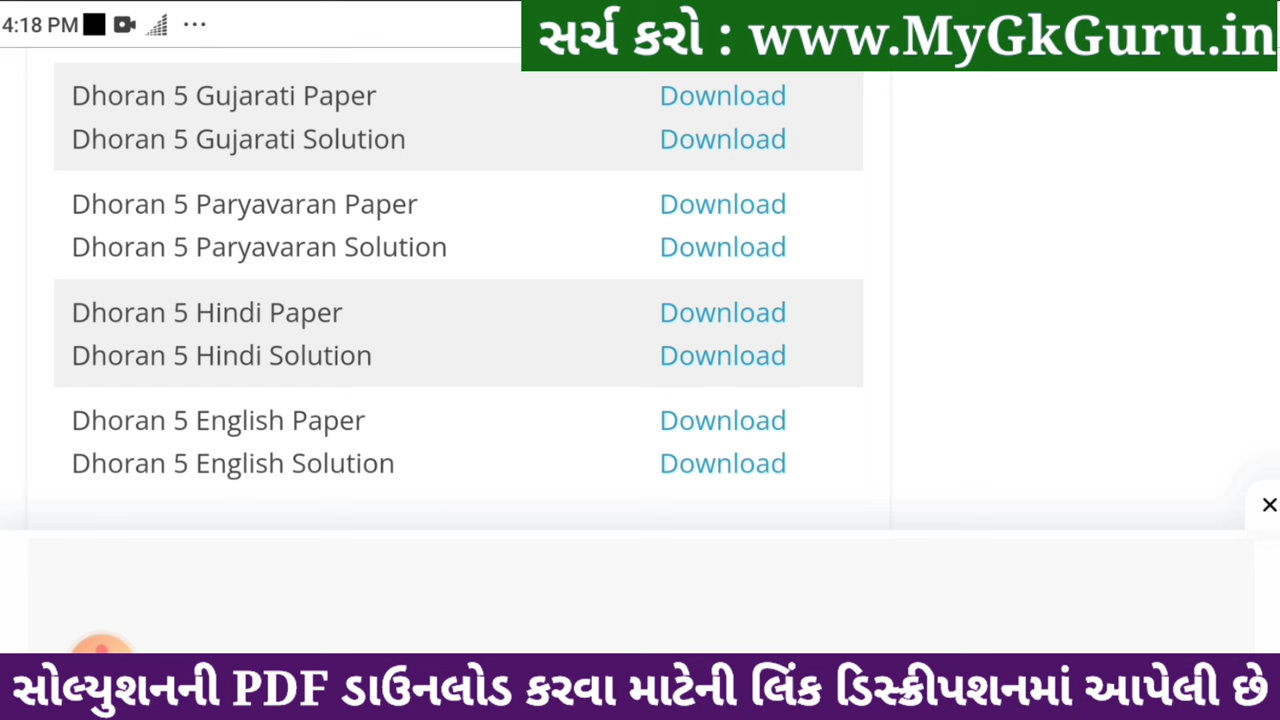 4:18 PM
સર્ચ કરો : www.MyGkGuru.in
Dhoran 5 Gujarati Paper Download
Dhoran 5 Gujarati Solution Download
Dhoran 5 Paryavaran Paper Download
Dhoran 5 Paryavaran Solution Download
Dhoran 5 Hindi Paper Download
Dhoran 5 Hindi Solution Download
Dhoran 5 English Paper Download
Dhoran 5 English Solution Download
સોલ્યુશનની PDF ડાઉનલોડ કરવા માટેની લિંક ડિસ્ક્રીપશનમાં આપેલી છે